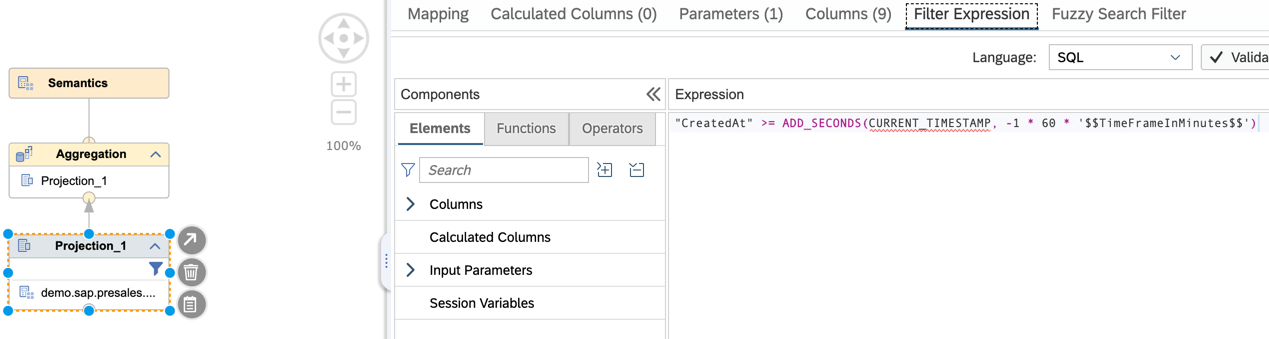 Mapping Calculated Columns (0) Parameters (1) Columns (9) Filter Expression Fuzzy Search Filter
Language: SQL Valida
Semantics
Components
Expression
Elements Functions Operators
"CreatedAt" >= ADD_SECONDS(CURRENT_TIMESTAMP, -1 * 60 * '$$TimeFrameInMinutes$$')
100%
Aggregation
Projection_1
Search
Columns
Calculated Columns
Projection_1
Input Parameters
demo.sap.presales....
Session Variables